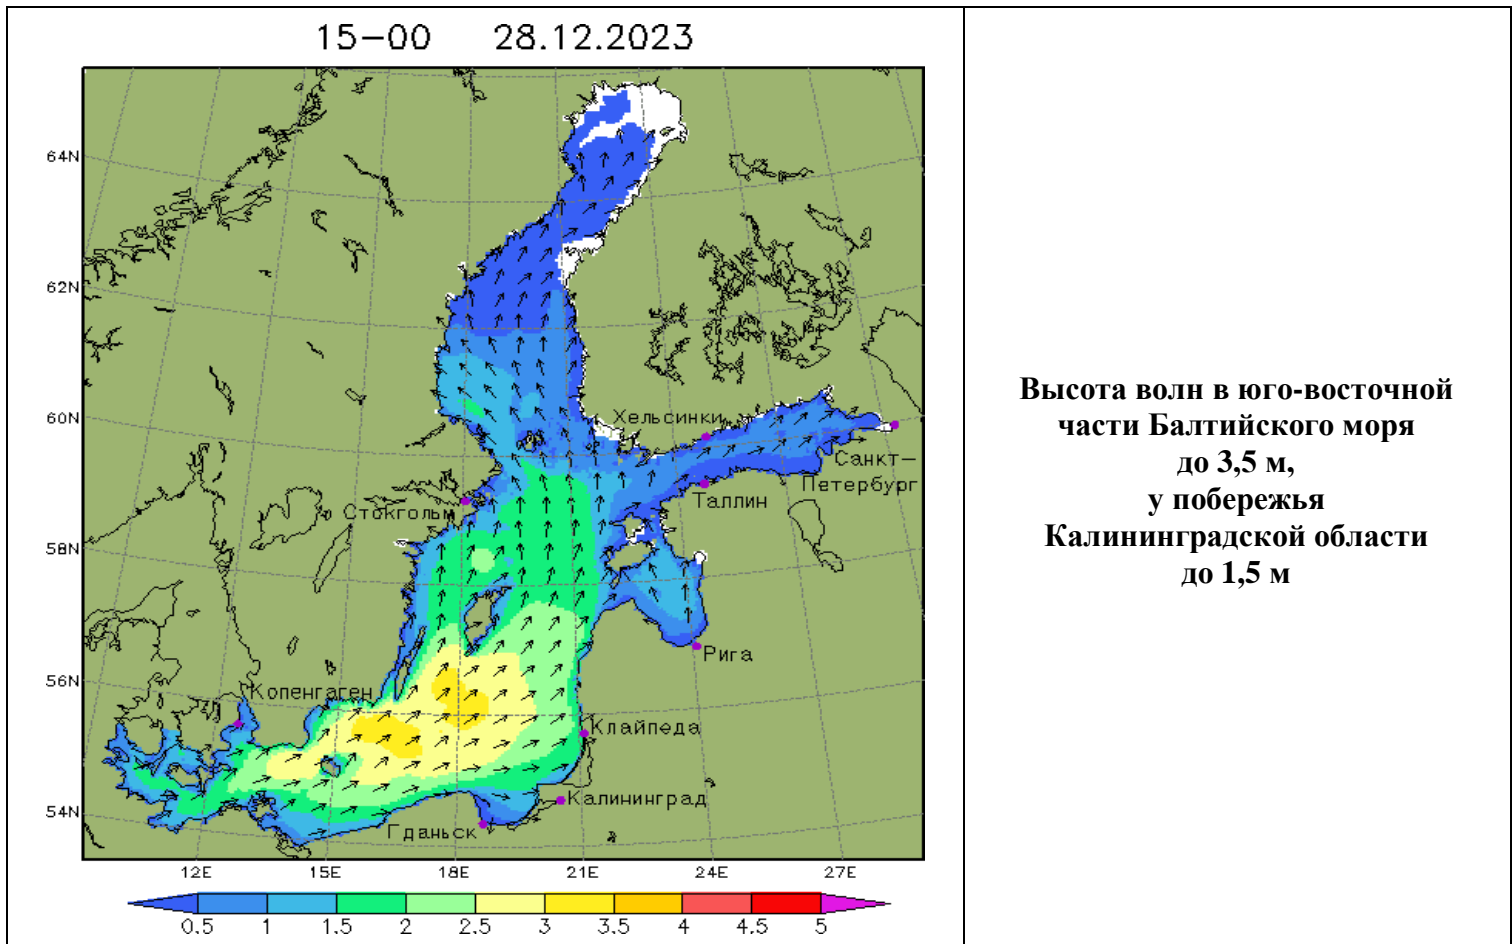 15-00 28.12.2023
64N
62N
60N
58N
56N
54N
Хельсинки
Санкт-
Петербург
Таллин
Стокгольм
Рига
Копенгаген
Клайпеда
Калининград
Гданьск
12E 15E 18E 21E 24E 27E
0.5 1 1.5 2 2.5 3 3.5 4 4.5 5
Высота волн в юго-восточной
части Балтийского моря
до 3,5 м,
у побережья
Калининградской области
до 1,5 м